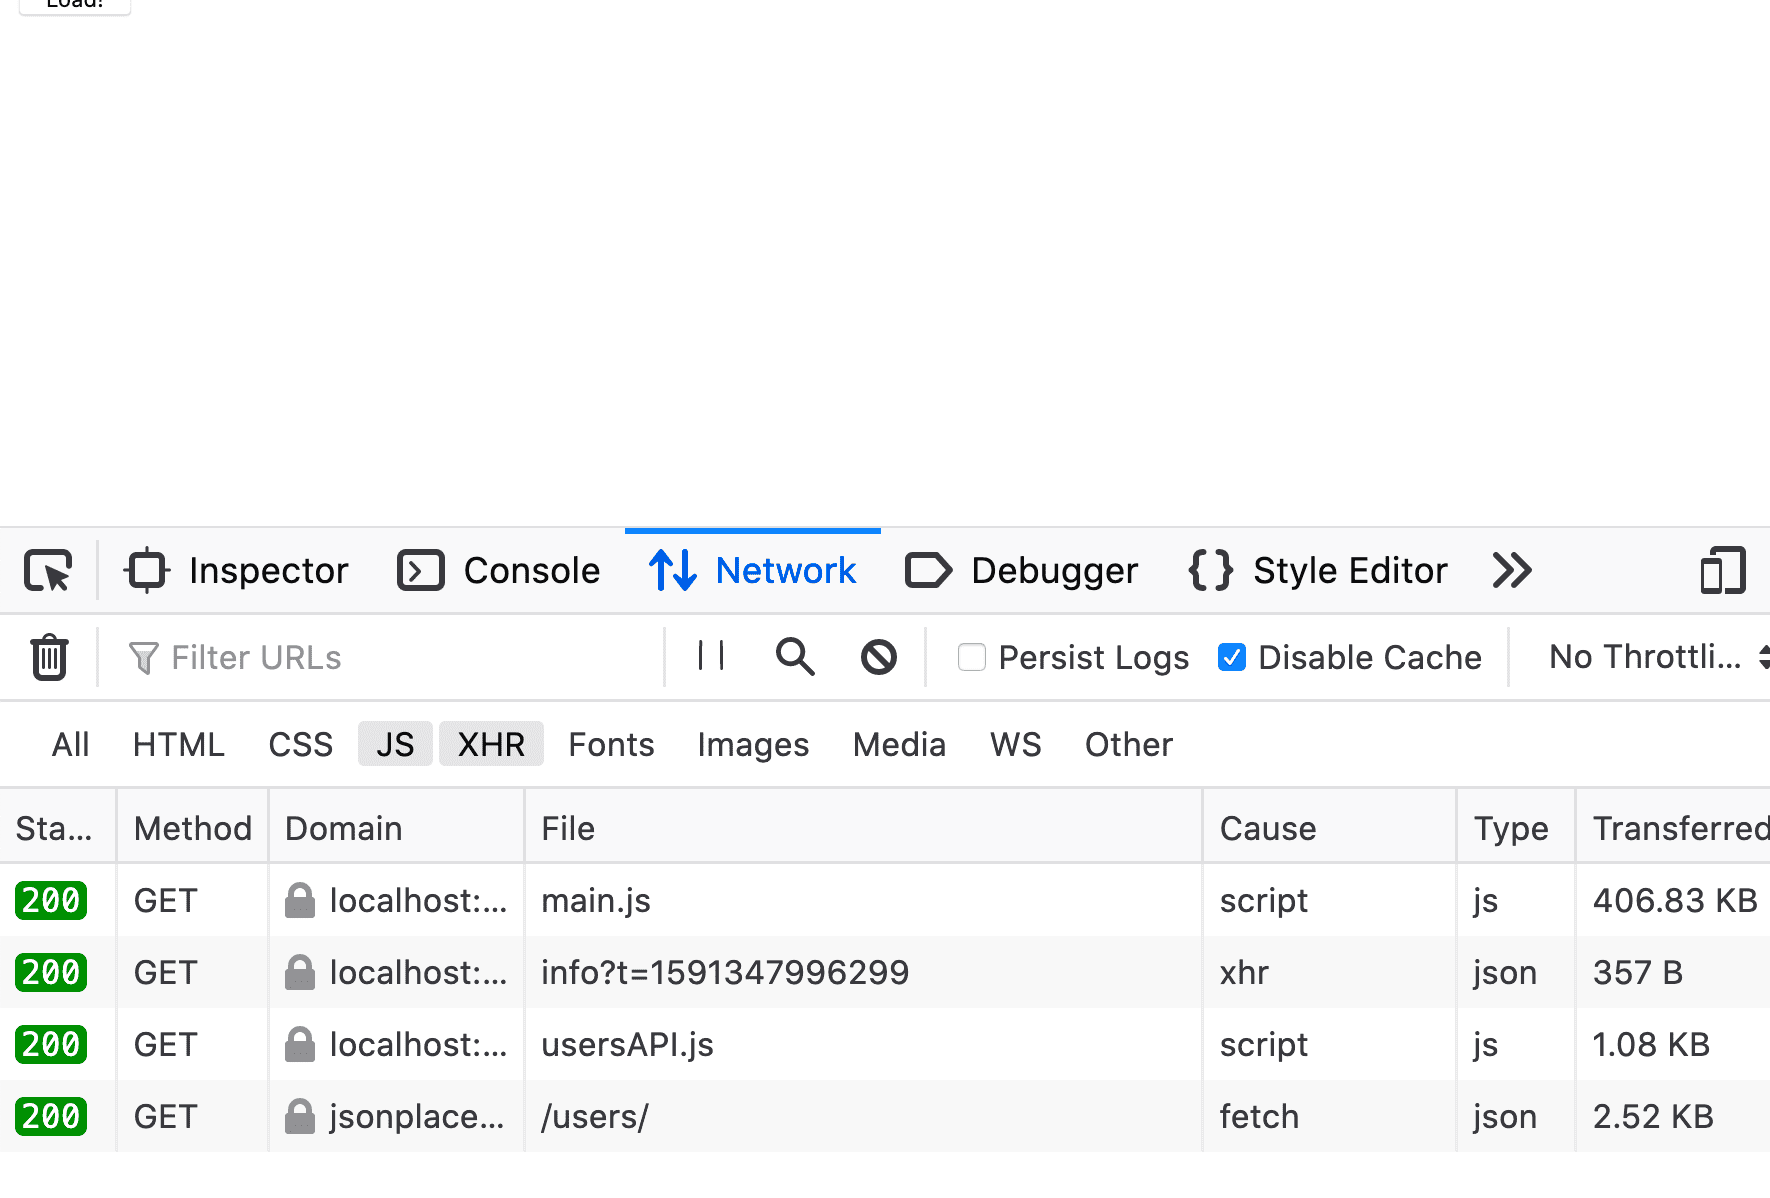 Load!
Inspector Console Network Debugger Style Editor
Filter URLs Persist Logs Disable Cache No Throttli...
All HTML CSS JS XHR Fonts Images Media WS Other
Sta... Method Domain File Cause Type Transferred
200 GET localhost:... main.js script js 406.83 KB
200 GET localhost:... info?t=1591347996299 xhr json 357 B
200 GET localhost:... usersAPI.js script js 1.08 KB
200 GET jsonplace... /users/ fetch json 2.52 KB